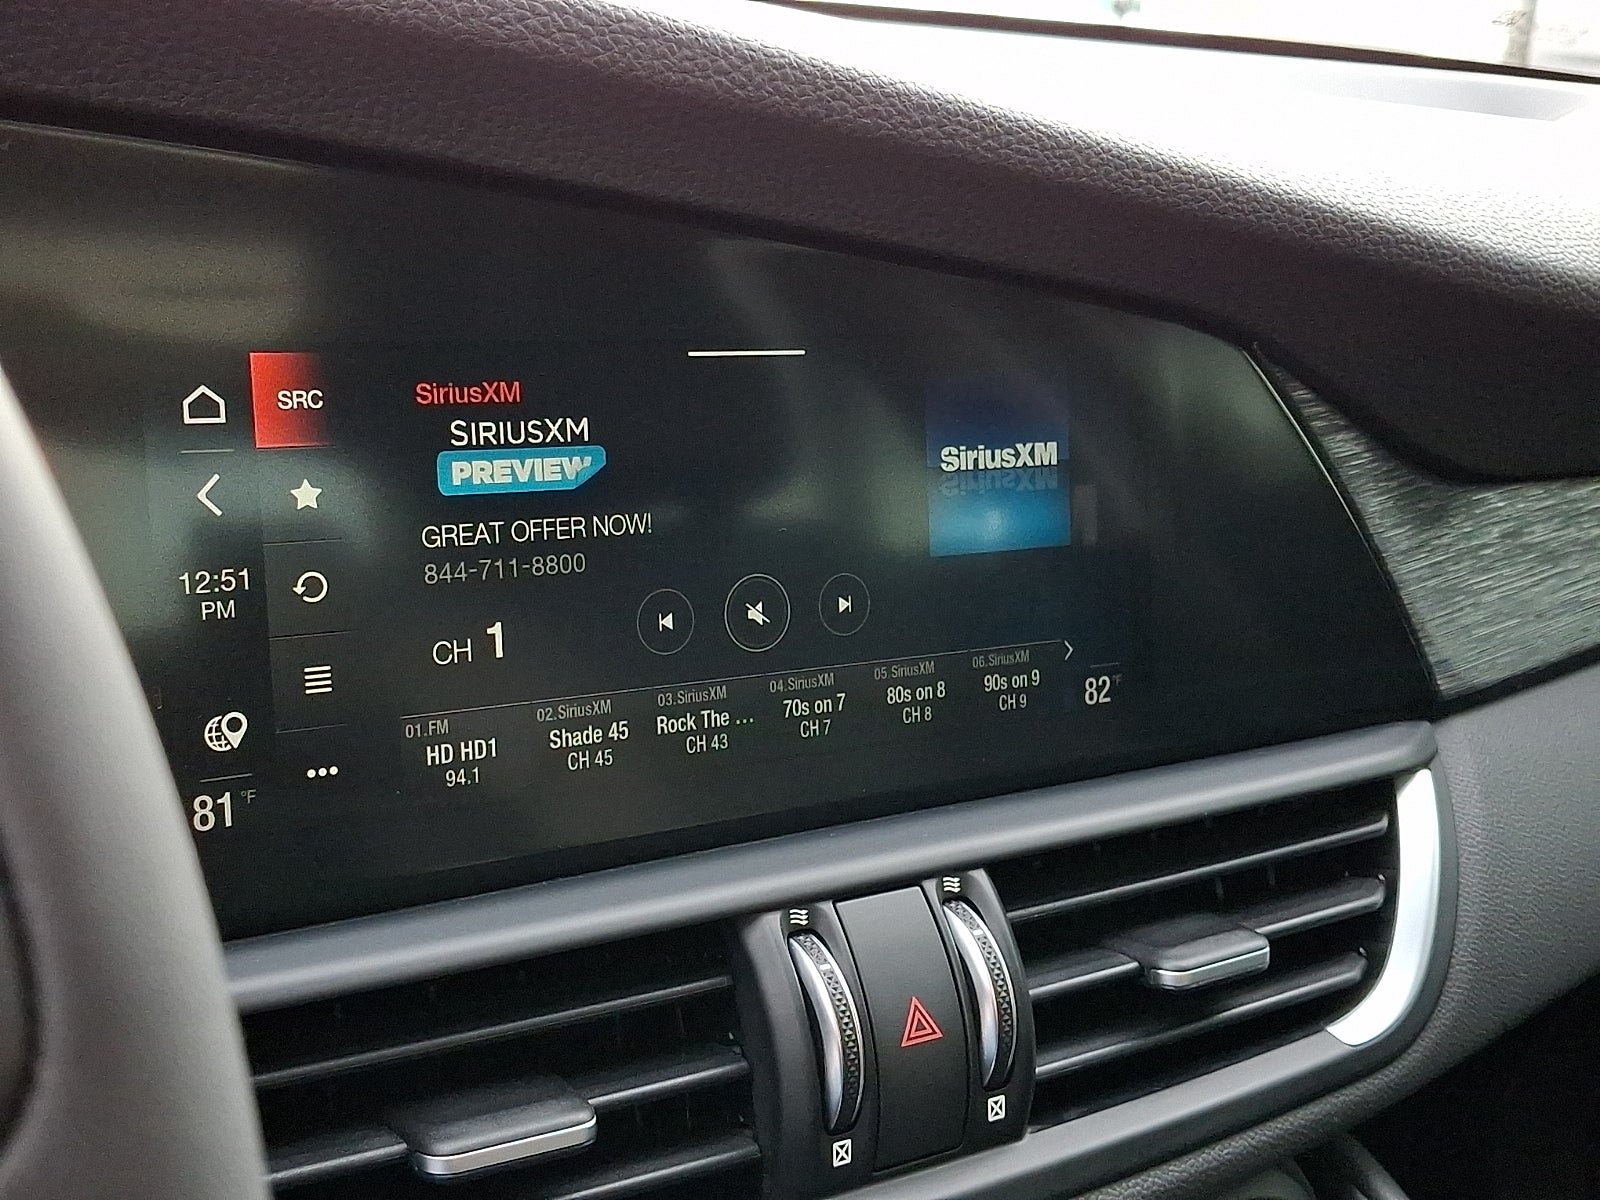 SRC
SiriusXM
SIRIUSXM
PREVIEW
SiriusXM
GREAT OFFER NOW!
844-711-8800
12:51
PM
CH 1
01.FM
HD HD1
94.1
02.SiriusXM
Shade 45
CH 45
03.SiriusXM
Rock The ...
CH 43
04.SiriusXM
70s on 7
CH 7
05.SiriusXM
80s on 8
CH 8
06.SiriusXM
90s on 9
CH 9
82°F
81°F